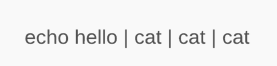 echo hello | cat | cat | cat